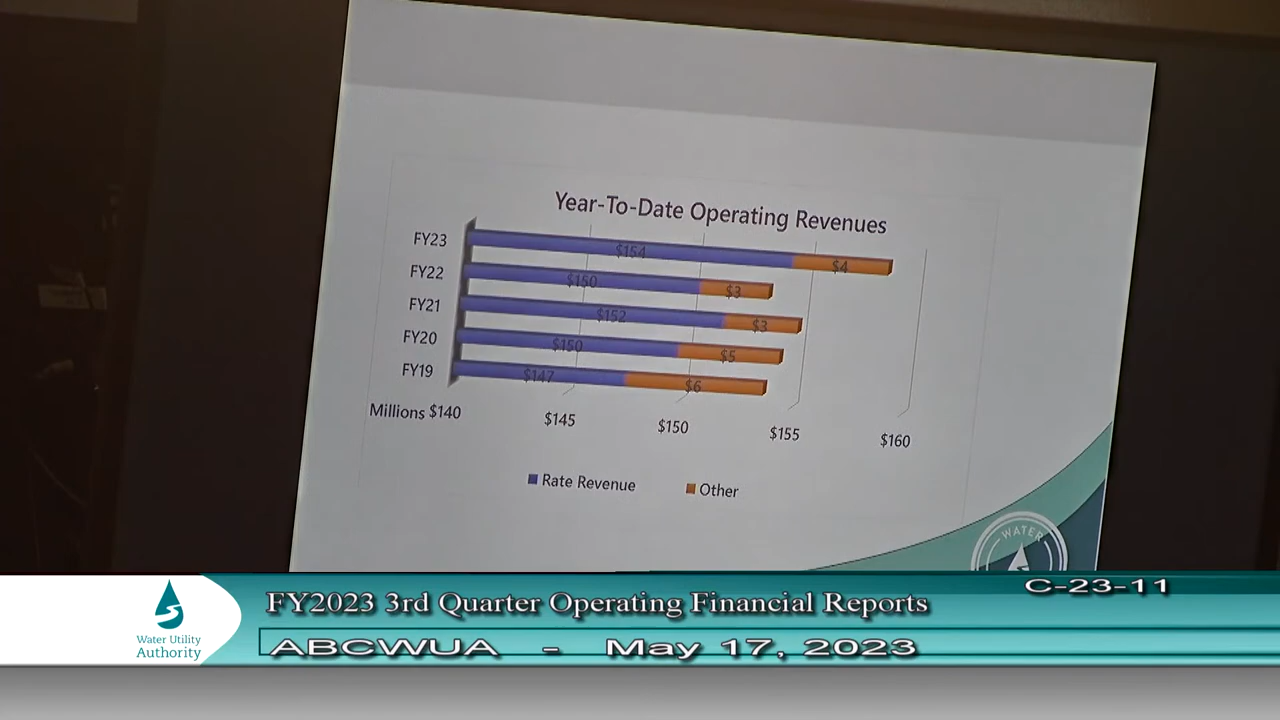 Year-To-Date Operating Revenues
FY23 $154 $4
FY22 $150 $3
FY21 $152 $3
FY20 $150 $5
FY19 $147 $6
Millions $140 $145 $150 $155 $160
Rate Revenue Other
WATER
C-23-11
FY2023 3rd Quarter Operating Financial Reports
Water Utility
Authority
ABCWUA - May 17, 2023